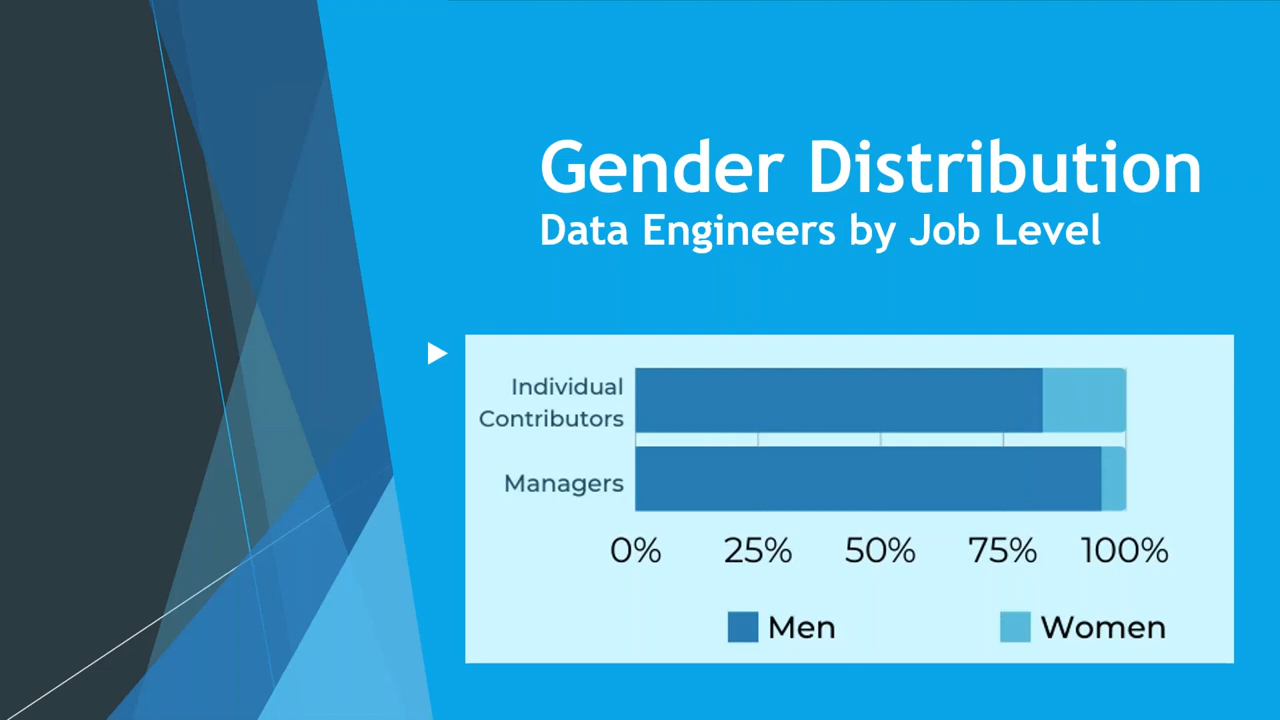 Gender Distribution
Data Engineers by Job Level
Individual
Contributors
Managers
0% 25% 50% 75% 100%
Men Women